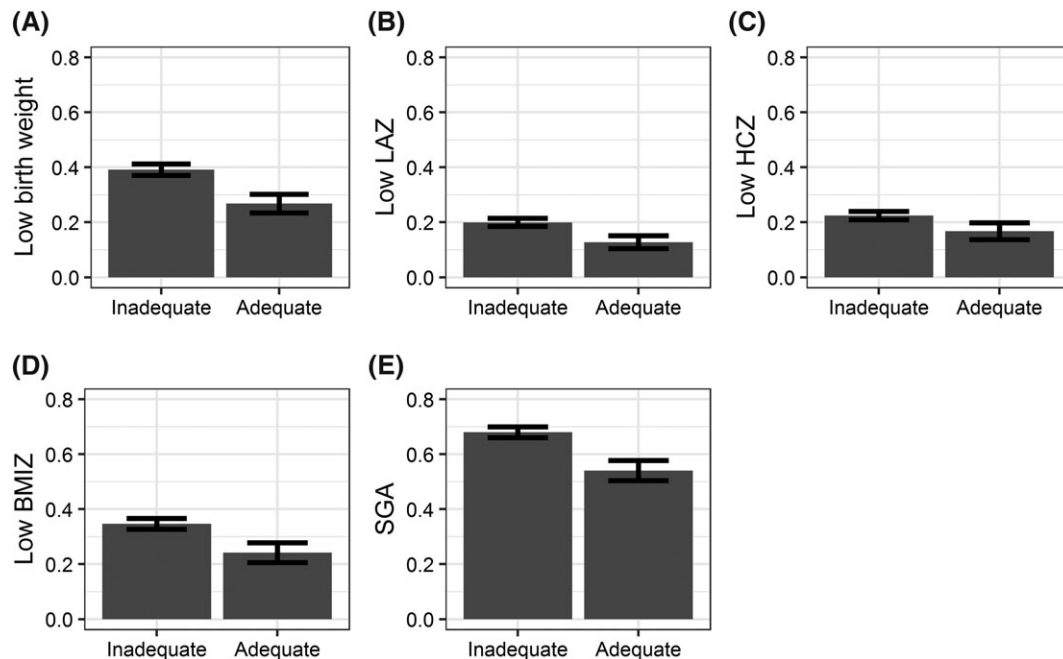 (A)
Low birth weight
0.8
0.6
0.4
0.2
0.0
Inadequate Adequate
(B)
Low LAZ
0.8
0.6
0.4
0.2
0.0
Inadequate Adequate
(C)
Low HCZ
0.8
0.6
0.4
0.2
0.0
Inadequate Adequate
(D)
Low BMIZ
0.8
0.6
0.4
0.2
0.0
Inadequate Adequate
(E)
SGA
0.8
0.6
0.4
0.2
0.0
Inadequate Adequate